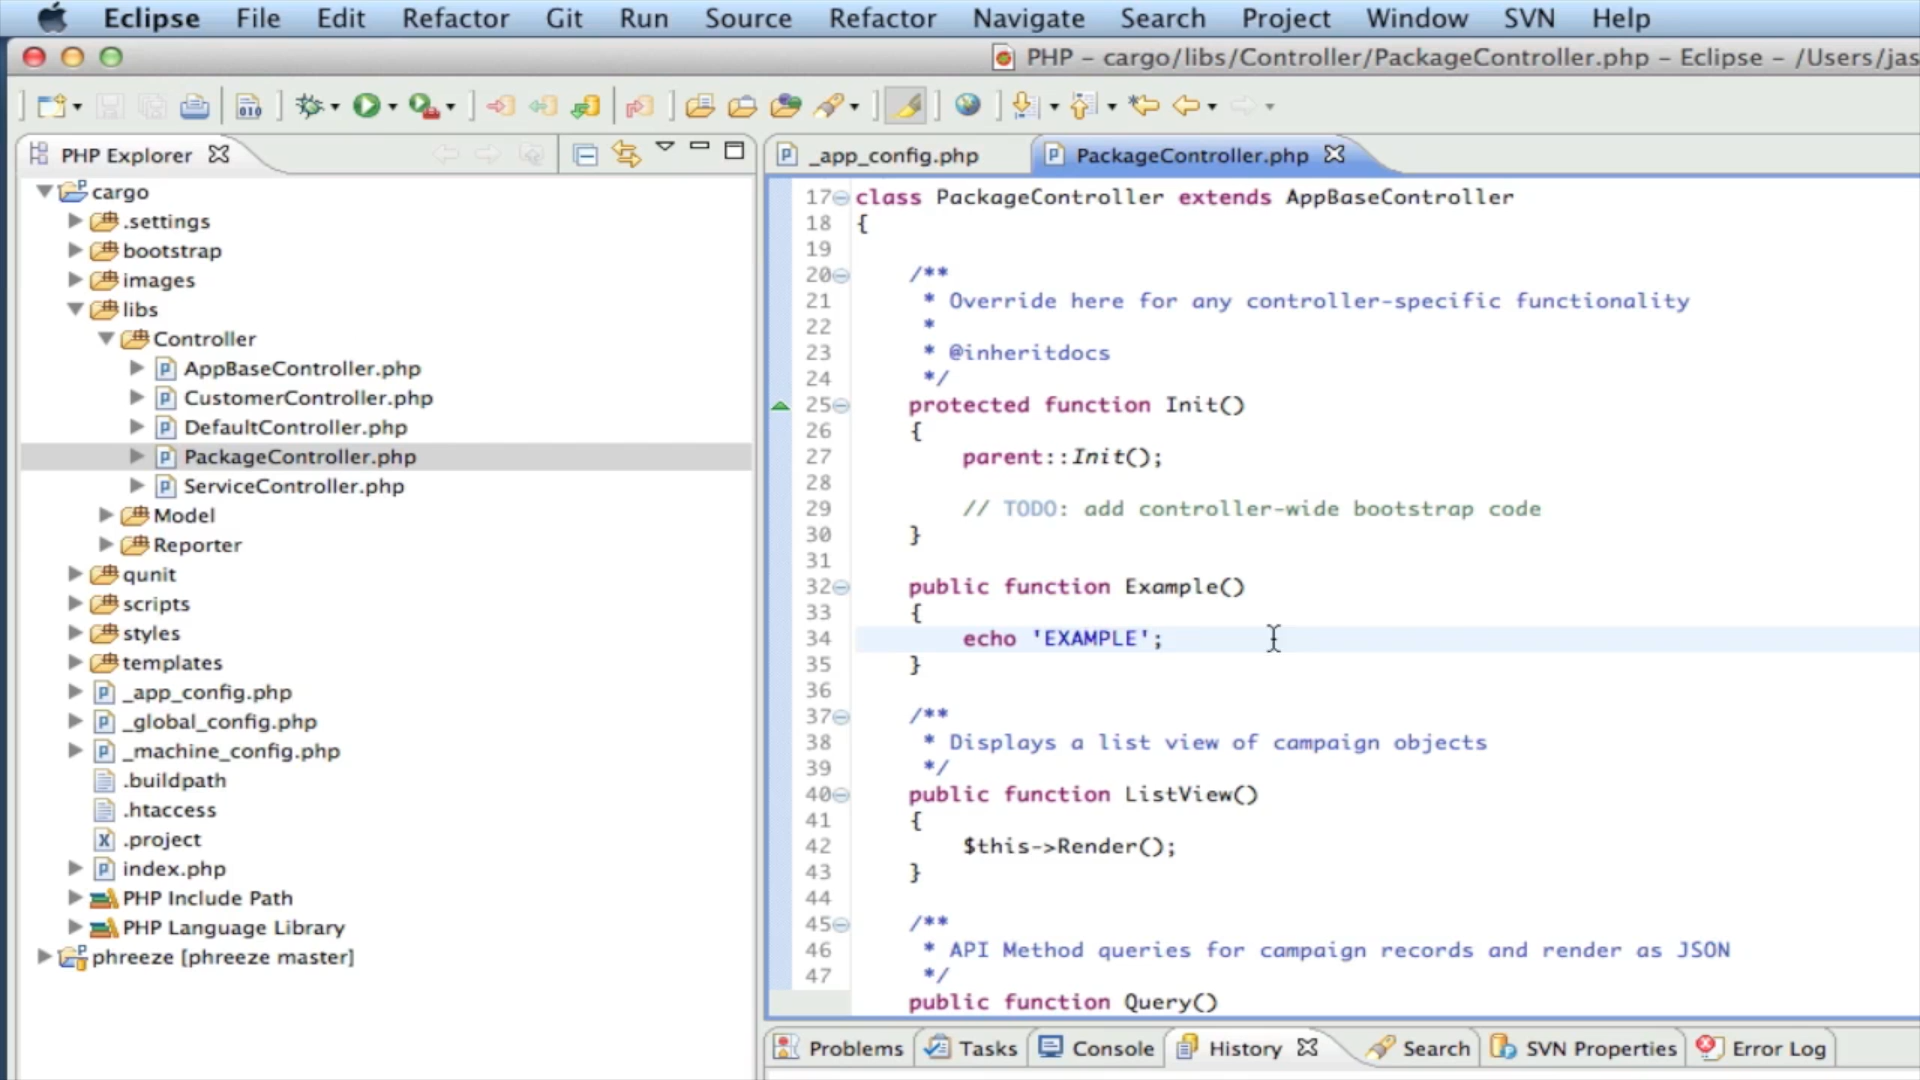 Eclipse File Edit Refactor Git Run Source Refactor Navigate Search Project Window SVN Help
PHP – cargo/libs/Controller/PackageController.php – Eclipse – /Users/jas
010
PHP Explorer
cargo
.settings
bootstrap
images
libs
Controller
AppBaseController.php
CustomerController.php
DefaultController.php
PackageController.php
ServiceController.php
Model
Reporter
qunit
scripts
styles
templates
_app_config.php
_global_config.php
_machine_config.php
.buildpath
.htaccess
.project
index.php
PHP Include Path
PHP Language Library
phreeze [phreeze master]
_app_config.php PackageController.php
17 class PackageController extends AppBaseController
18 {
19
20 /**
21 * Override here for any controller-specific functionality
22 *
23 * @inheritdocs
24 */
25 protected function Init()
26 {
27 parent::Init();
28
29 // TODO: add controller-wide bootstrap code
30 }
31
32 public function Example()
33 {
34 echo 'EXAMPLE';
35 }
36
37 /**
38 * Displays a list view of campaign objects
39 */
40 public function ListView()
41 {
42 $this->Render();
43 }
44
45 /**
46 * API Method queries for campaign records and render as JSON
47 */
public function Query()
Problems Tasks Console History Search SVN Properties Error Log